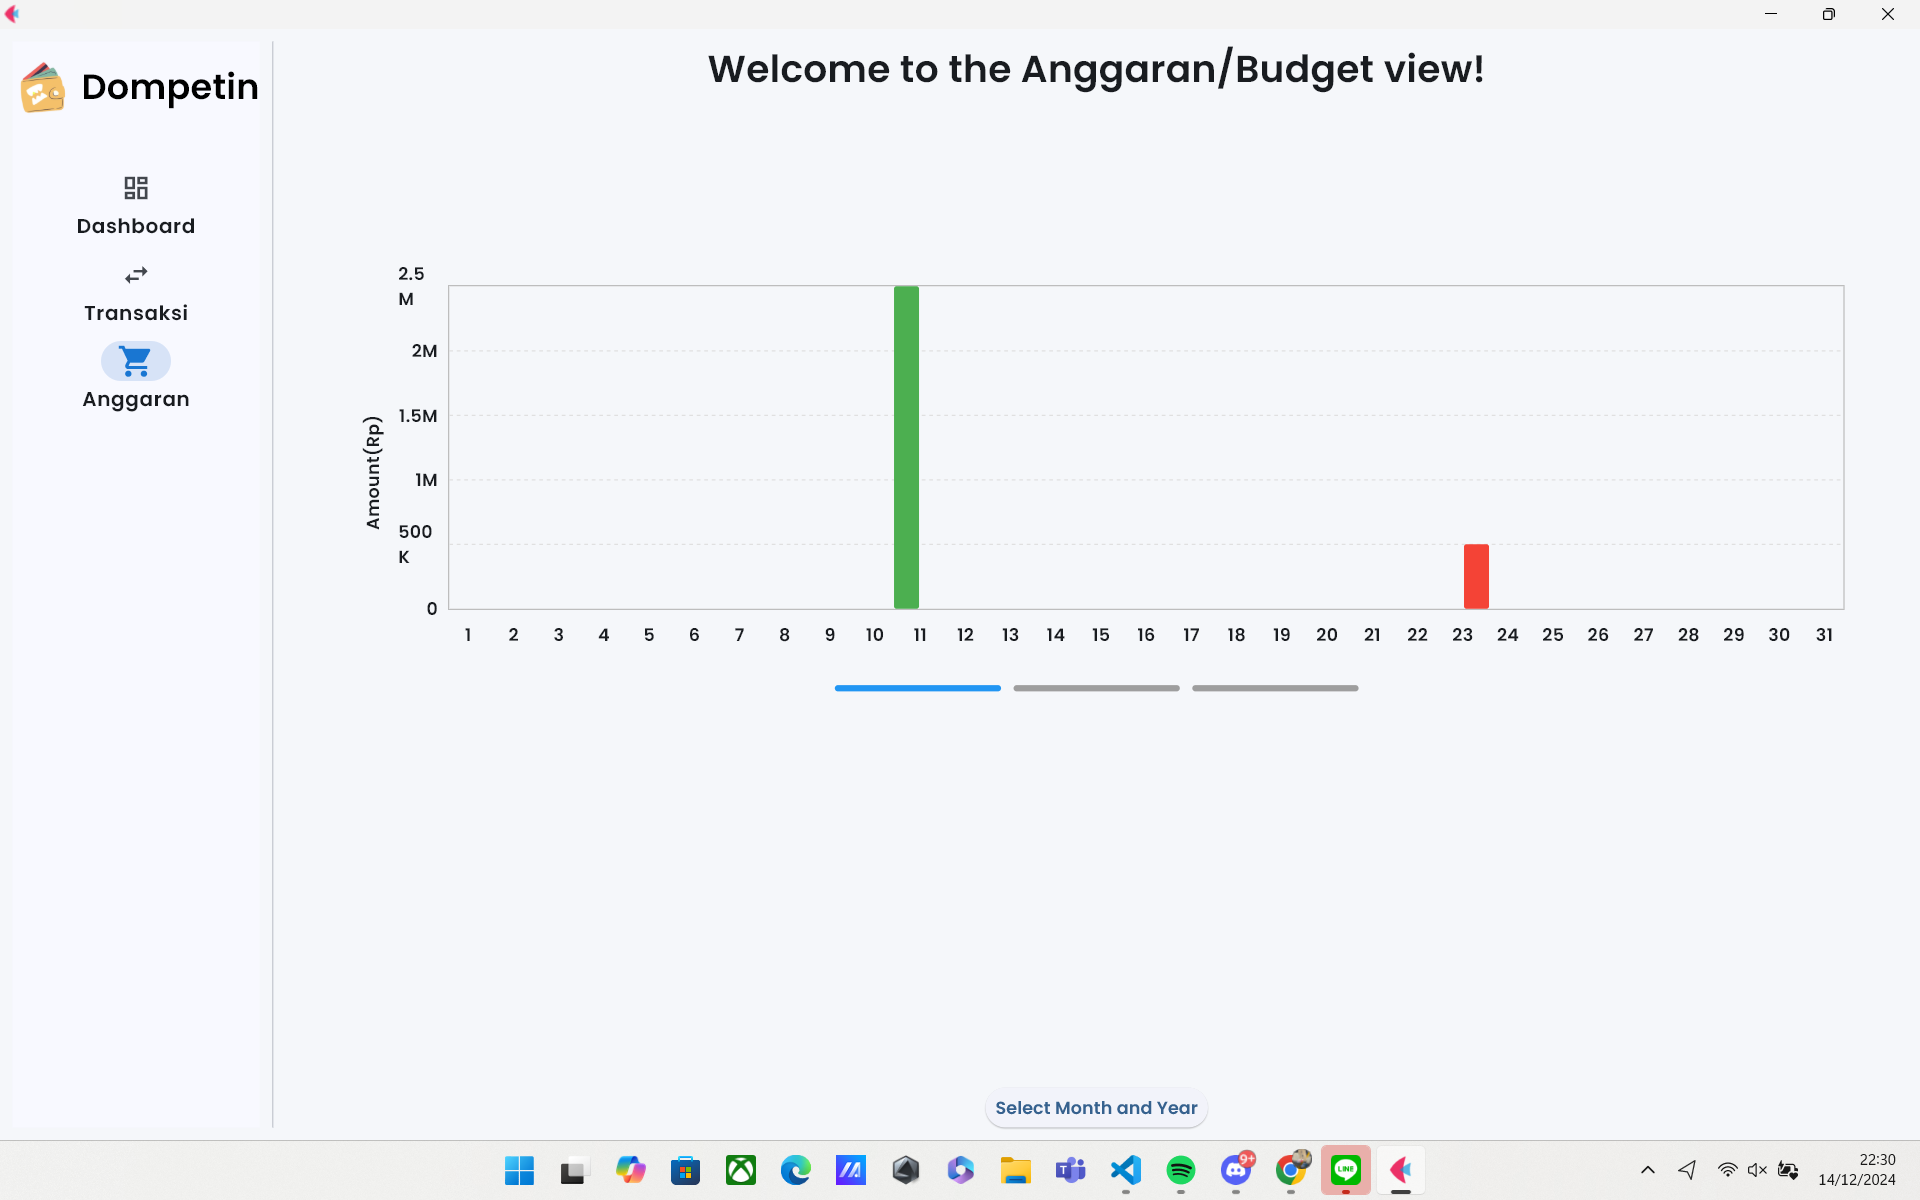 Dompetin
Dashboard
Transaksi
Anggaran
Welcome to the Anggaran/Budget view!
Amount(Rp)
2.5
M
2M
1.5M
1M
500
K
0
1 2 3 4 5 6 7 8 9 10 11 12 13 14 15 16 17 18 19 20 21 22 23 24 25 26 27 28 29 30 31
Select Month and Year
T
9+
LINE
22:30
14/12/2024